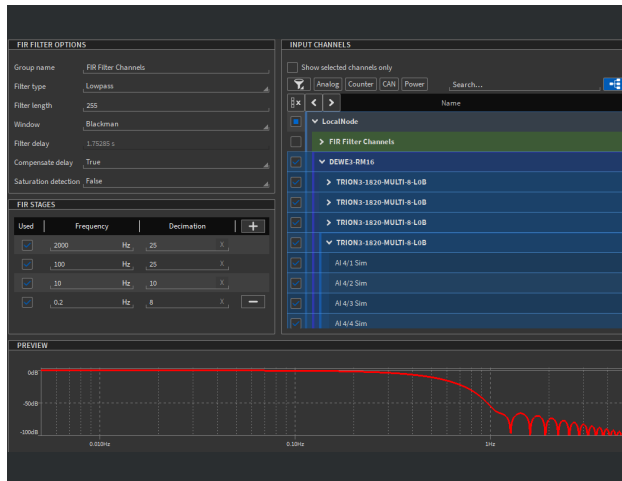 FIR FILTER OPTIONS
Group name FIR Filter Channels
Filter type Lowpass
Filter length 255
Window Blackman
Filter delay 1.75285 s
Compensate delay True
Saturation detection False
FIR STAGES
Used Frequency Decimation +
2000 Hz 25 X
100 Hz 25 X
10 Hz 10 X
0.2 Hz 8 X
INPUT CHANNELS
Show selected channels only
Analog Counter CAN Power Search...
Name
LocalNode
FIR Filter Channels
DEWE3-RM16
TRION3-1820-MULTI-8-L0B
TRION3-1820-MULTI-8-L0B
TRION3-1820-MULTI-8-L0B
TRION3-1820-MULTI-8-L0B
AI 4/1 Sim
AI 4/2 Sim
AI 4/3 Sim
AI 4/4 Sim
PREVIEW
0dB
-50dB
-100dB
0.010Hz 0.10Hz 1Hz